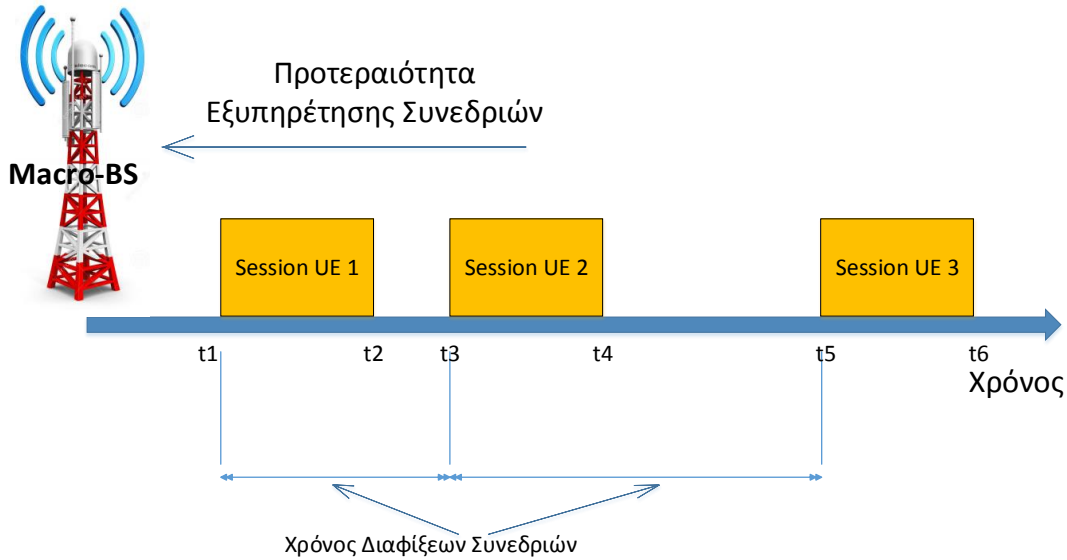 Προτεραιότητα
Εξυπηρέτησης Συνεδριών
Macro-BS
Session UE 1
Session UE 2
Session UE 3
t1
t2
t3
t4
t5
t6
Χρόνος
Χρόνος Διαφίξεων Συνεδριών